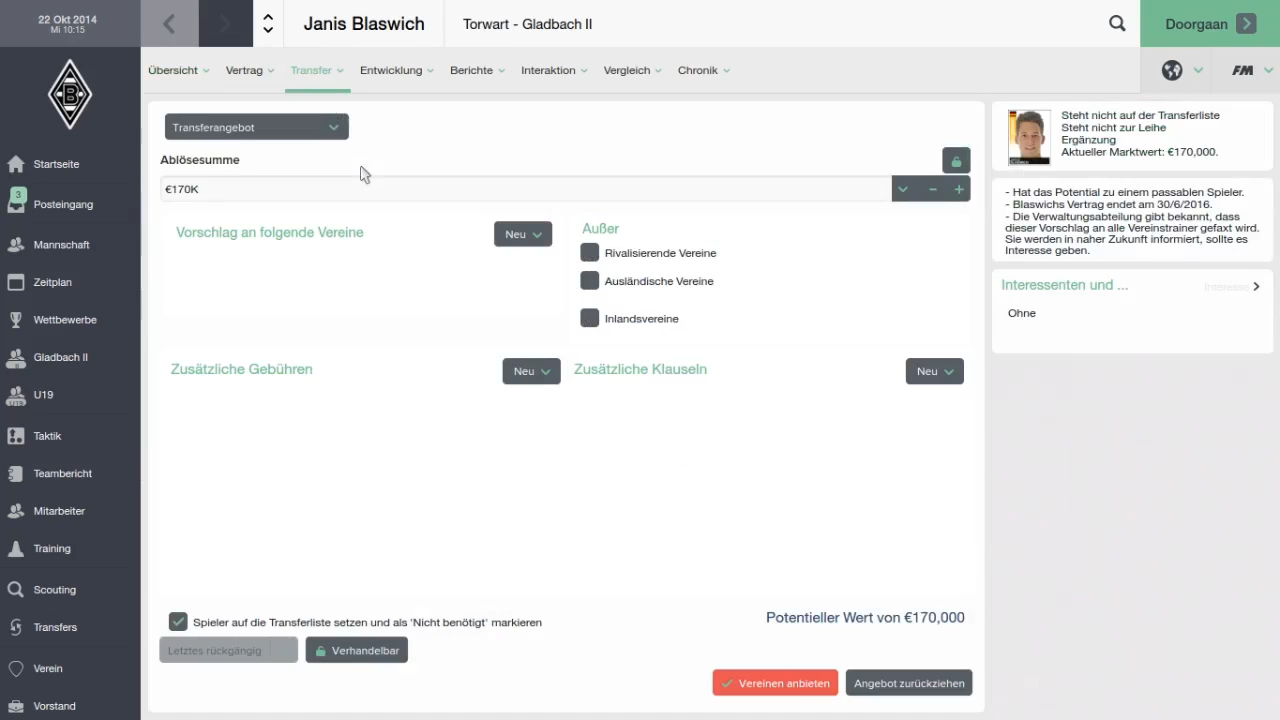 22 Okt 2014
Mi 10:15
Janis Blaswich
Torwart - Gladbach II
Doorgaan
Übersicht
Vertrag
Transfer
Entwicklung
Berichte
Interaktion
Vergleich
Chronik
FM
Startseite
3
Posteingang
Mannschaft
Zeitplan
Wettbewerbe
Gladbach II
U19
Taktik
Teambericht
Mitarbeiter
Training
Scouting
Transfers
Verein
Vorstand
Transferangebot
Ablösesumme
€170K
Vorschlag an folgende Vereine
Neu
Außer
Rivalisierende Vereine
Ausländische Vereine
Inlandsvereine
Zusätzliche Gebühren
Neu
Zusätzliche Klauseln
Neu
Spieler auf die Transferliste setzen und als 'Nicht benötigt' markieren
Potentieller Wert von €170,000
Letztes rückgängig
Verhandelbar
Vereinen anbieten
Angebot zurückziehen
Steht nicht auf der Transferliste
Steht nicht zur Leihe
Ergänzung
Aktueller Marktwert: €170,000.
- Hat das Potential zu einem passablen Spieler.
- Blaswichs Vertrag endet am 30/6/2016.
- Die Verwaltungsabteilung gibt bekannt, dass
dieser Vorschlag an alle Vereinstrainer gefaxt wird.
Sie werden in naher Zukunft informiert, sollte es
Interesse geben.
Interessenten und ...
Interesse
Ohne